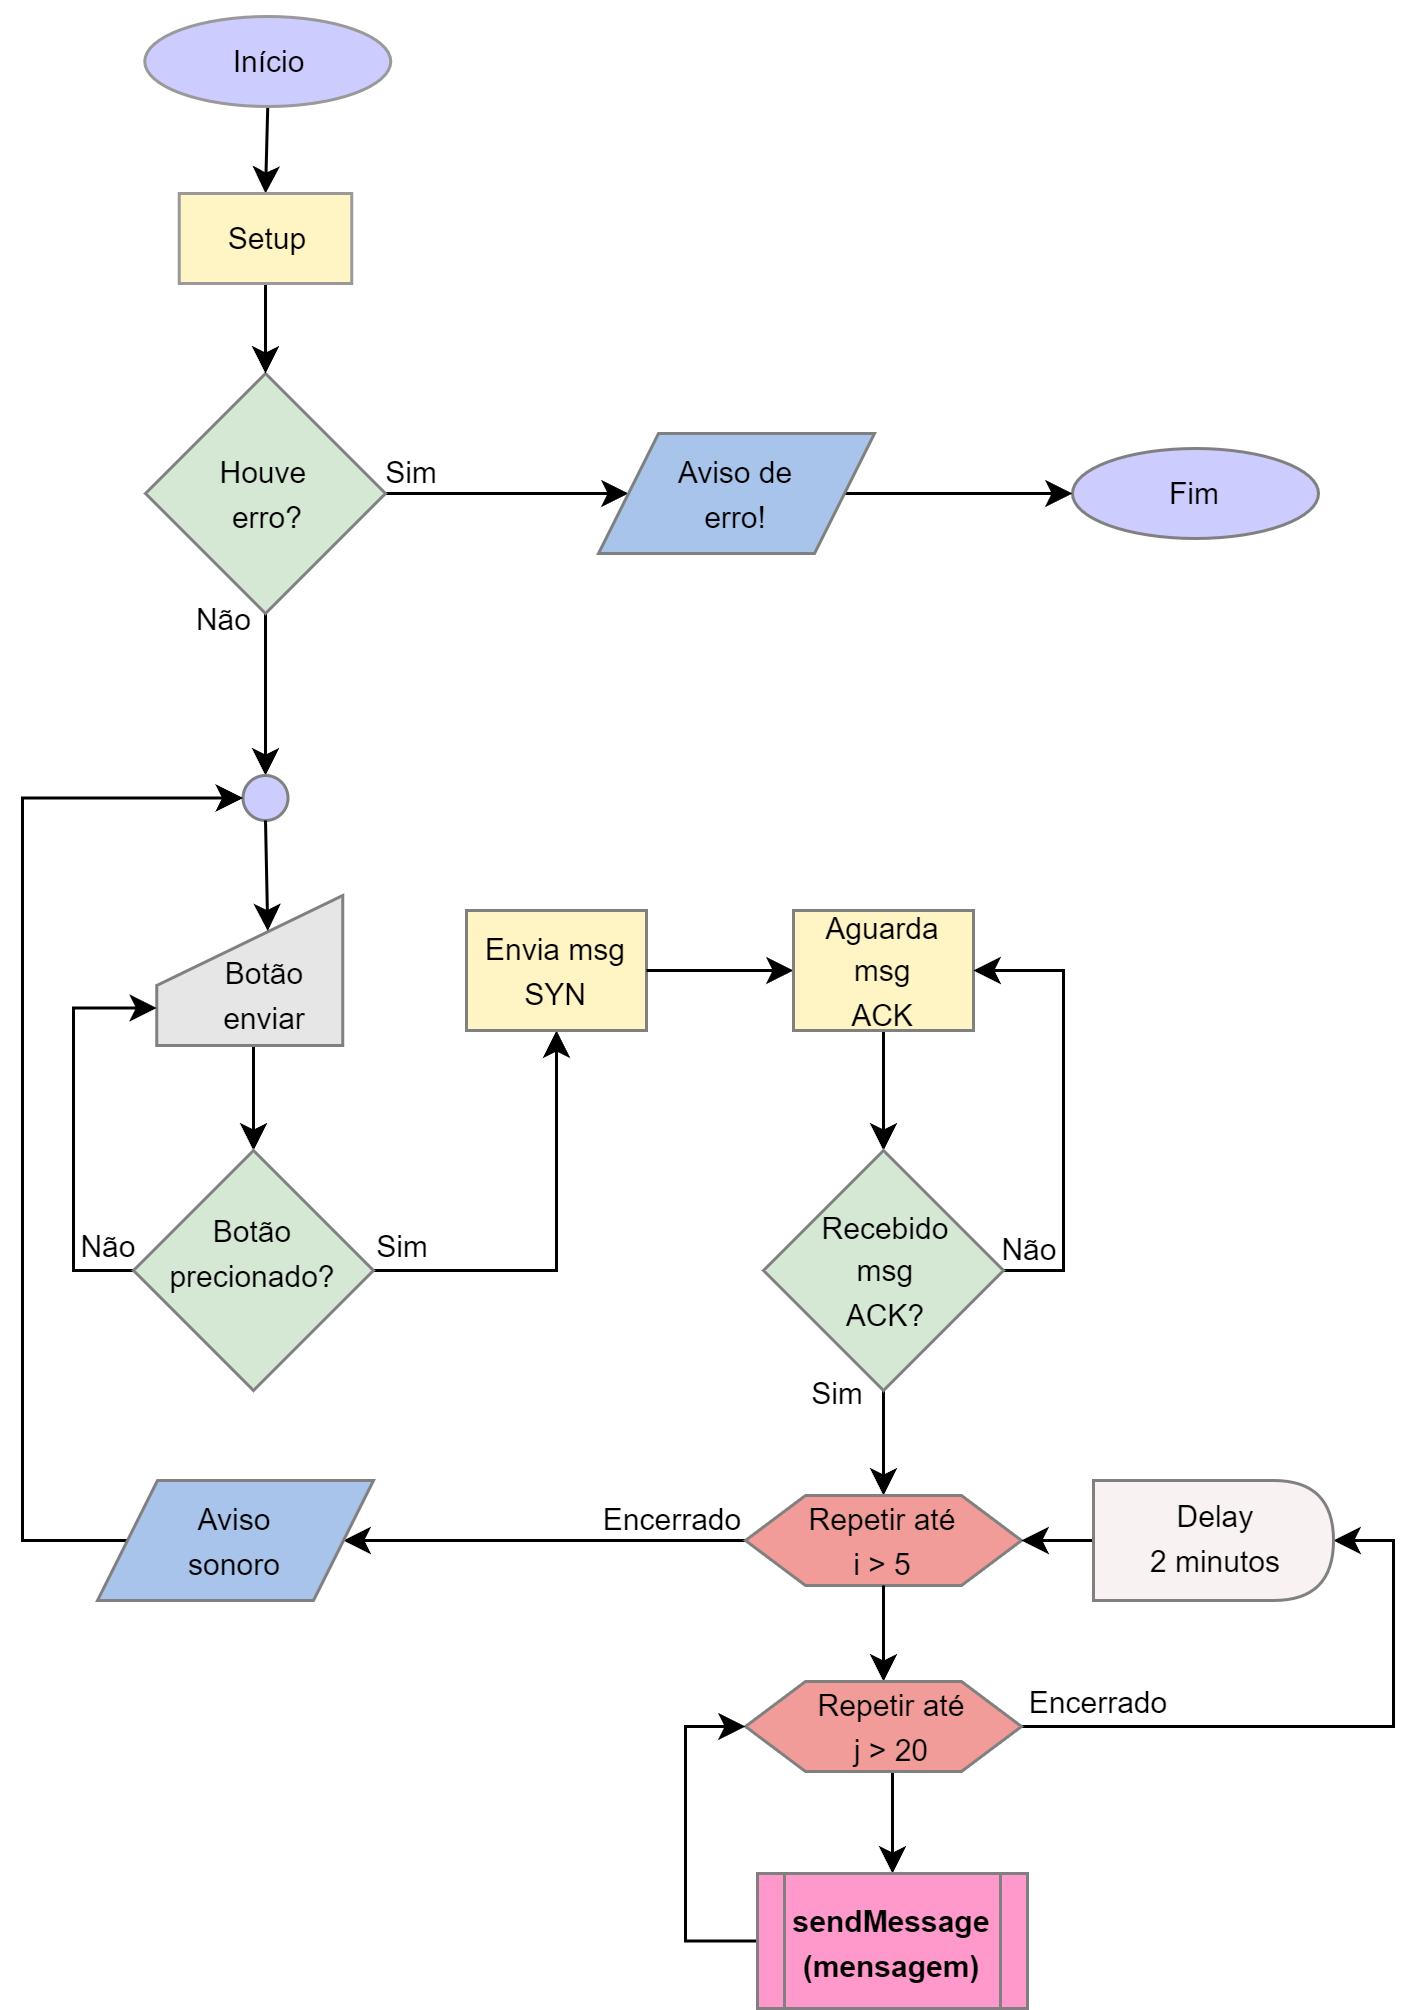 Início
Setup
Houve
erro?
Sim
Aviso de
erro!
Fim
Não
Botão
enviar
Envia msg
SYN
Aguarda
msg
ACK
Botão
precionado?
Não
Sim
Recebido
msg
ACK?
Não
Sim
Aviso
sonoro
Encerrado
Repetir até
i > 5
Delay
2 minutos
Repetir até
j > 20
Encerrado
sendMessage
(mensagem)